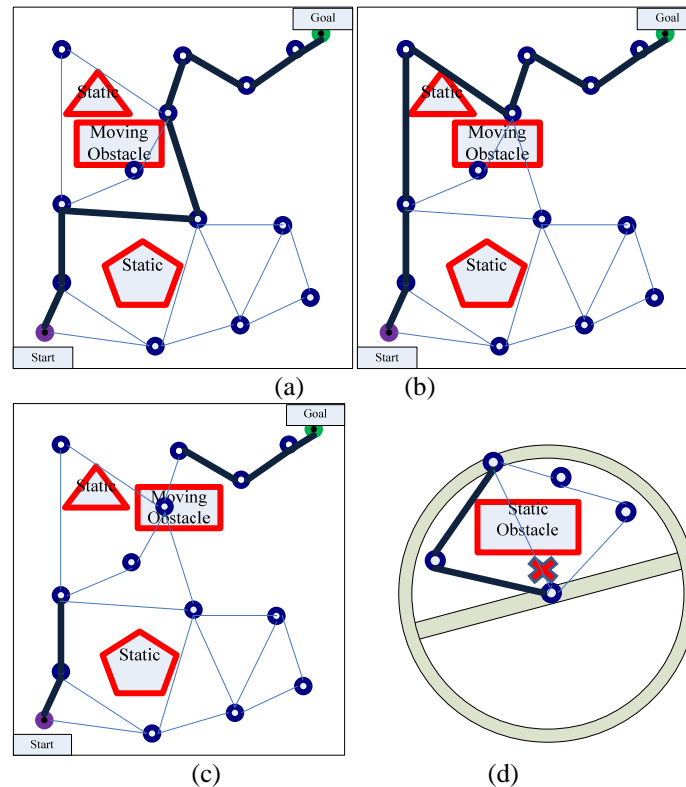 Goal
Static
Moving
Obstacle
Static
Start
Goal
Static
Moving
Obstacle
Static
Start
(a)
(b)
Goal
Static
Moving
Obstacle
Static
Start
Static
Obstacle
(c)
(d)